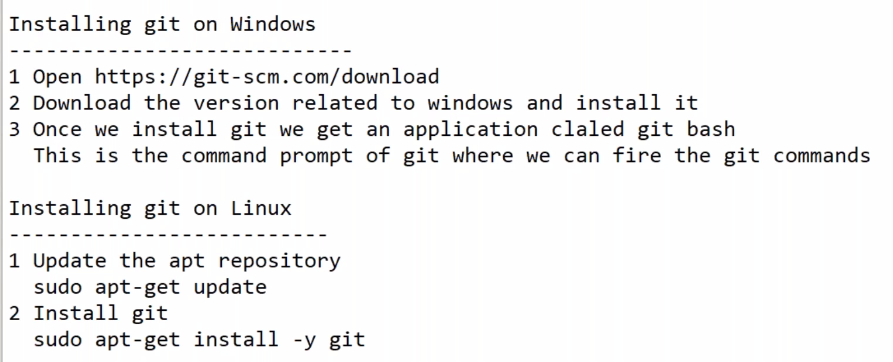 Installing git on Windows
----------------------------
1 Open https://git-scm.com/download
2 Download the version related to windows and install it
3 Once we install git we get an application claled git bash
  This is the command prompt of git where we can fire the git commands

Installing git on Linux
--------------------------
1 Update the apt repository
  sudo apt-get update
2 Install git
  sudo apt-get install -y git